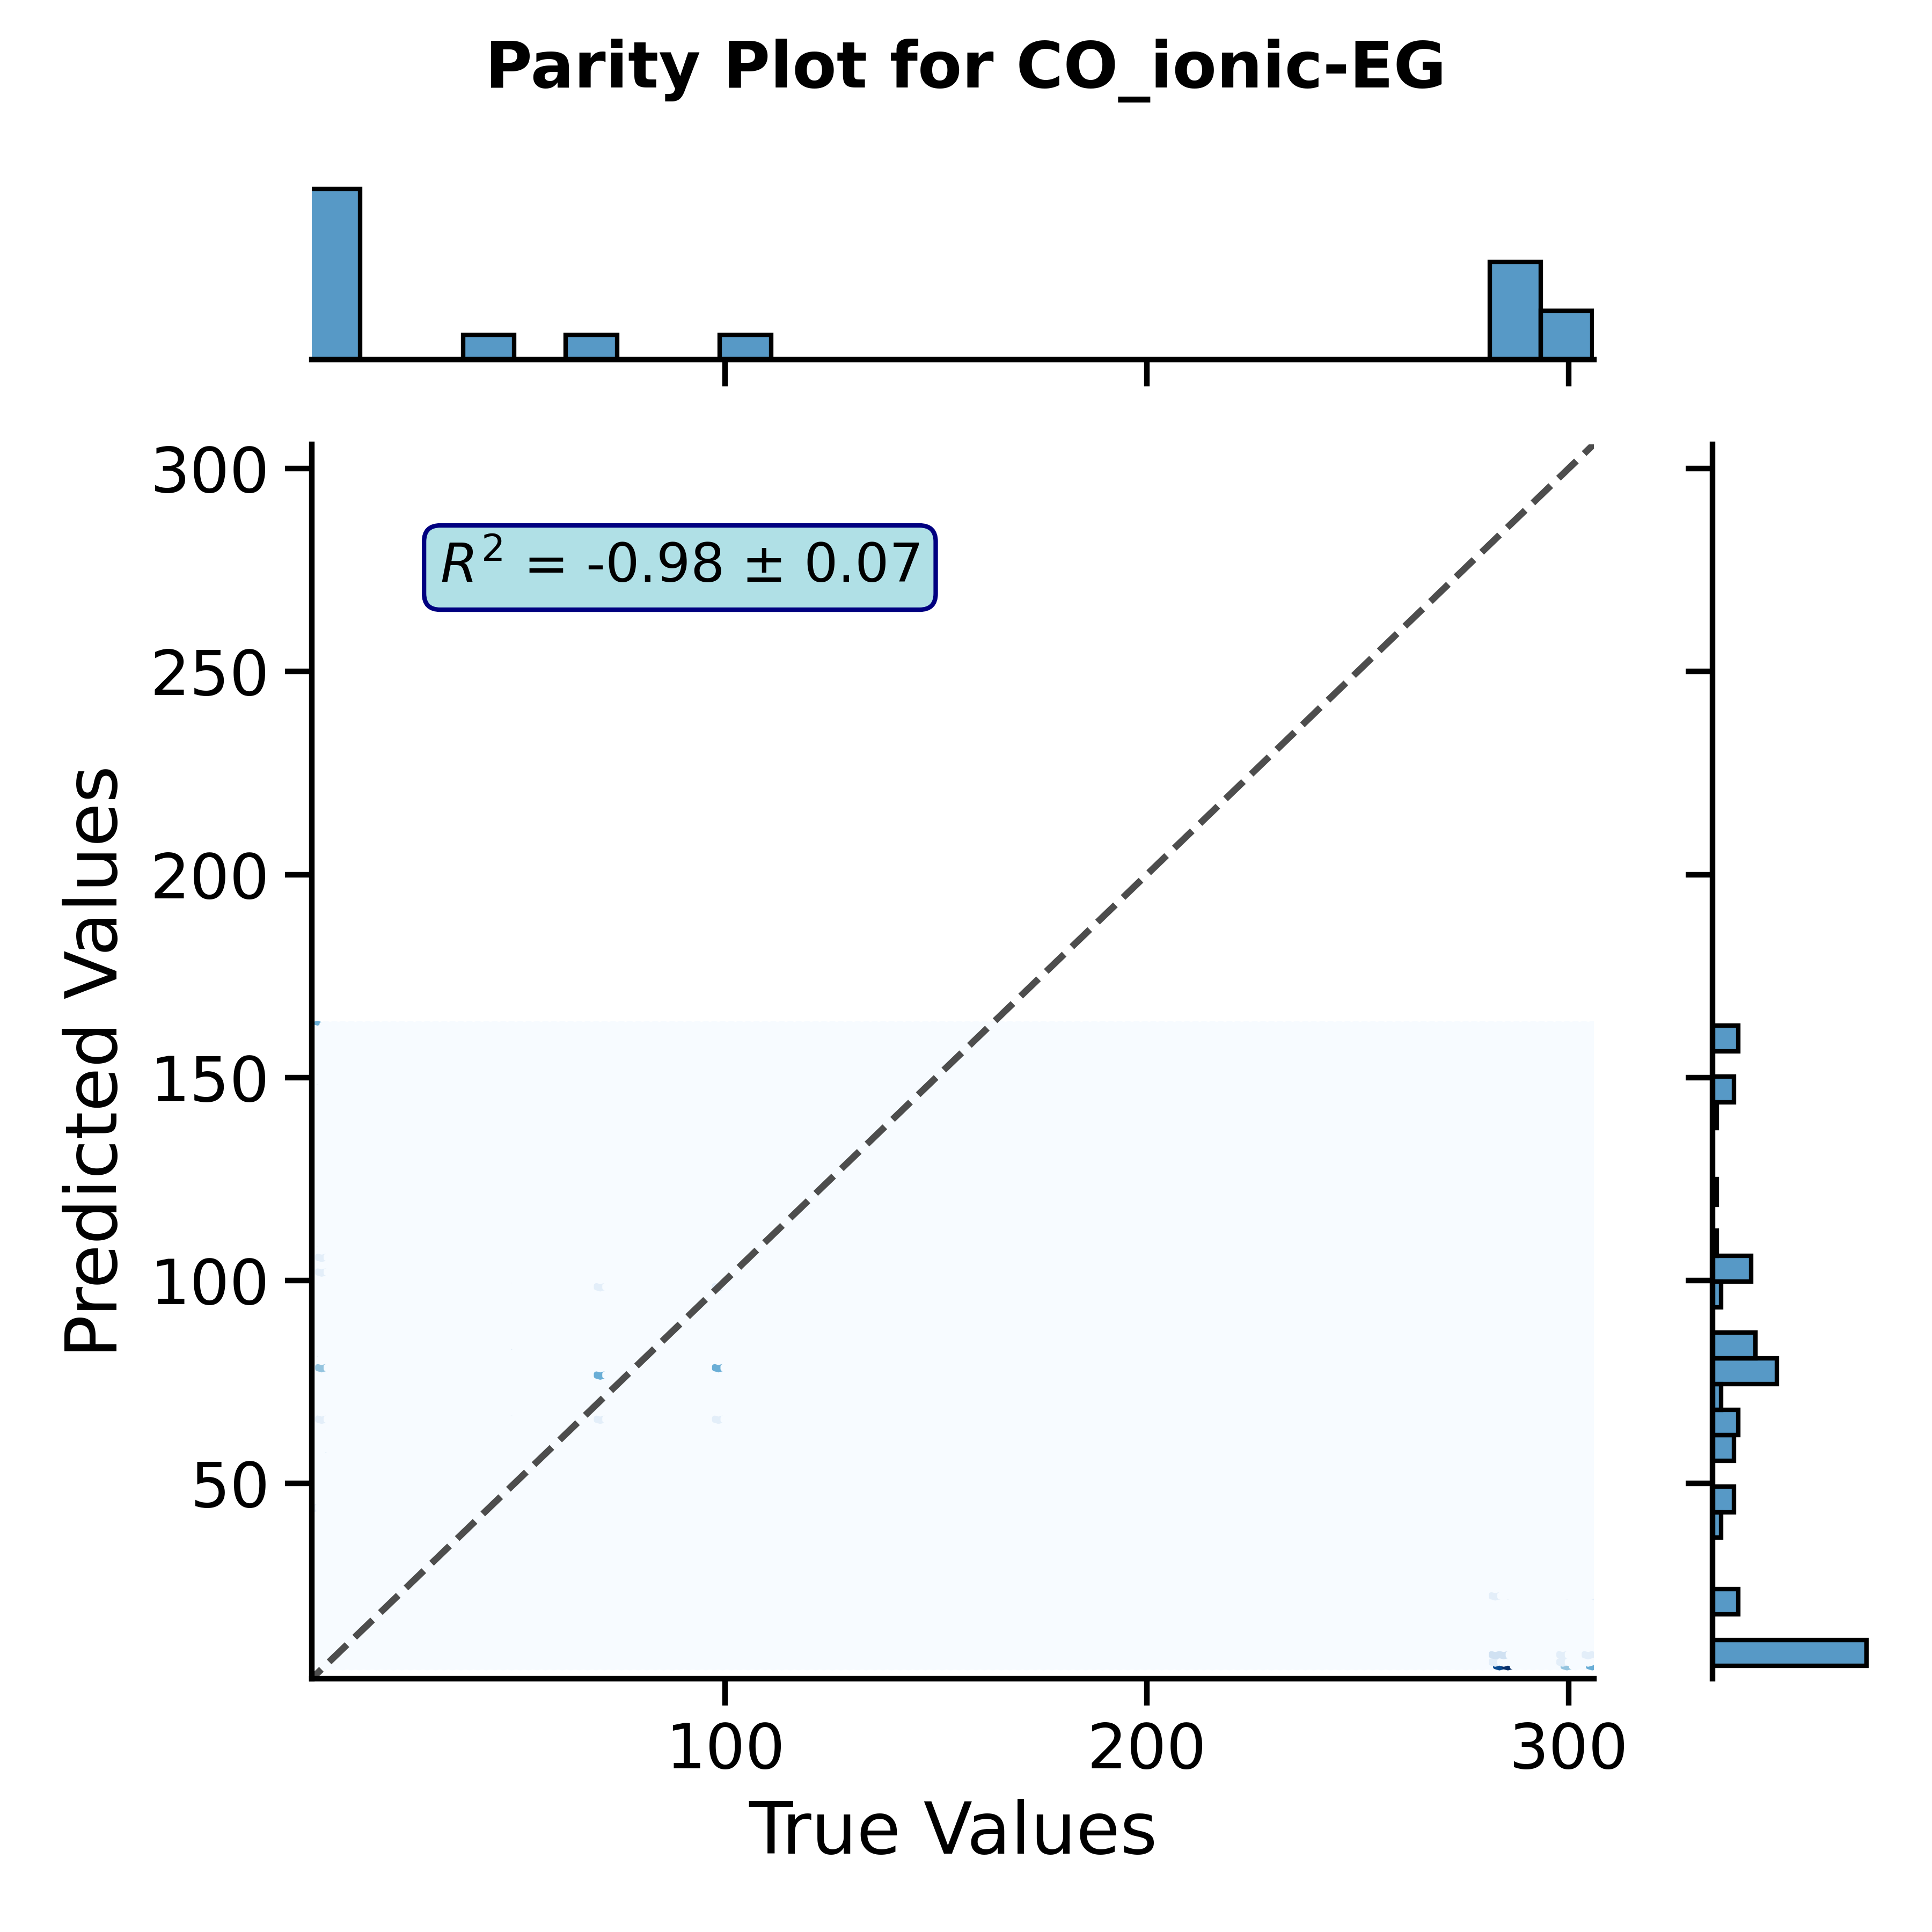 Parity Plot for CO_ionic-EG
R² = -0.98 ± 0.07
Predicted Values
300
250
200
150
100
50
100 200 300
True Values